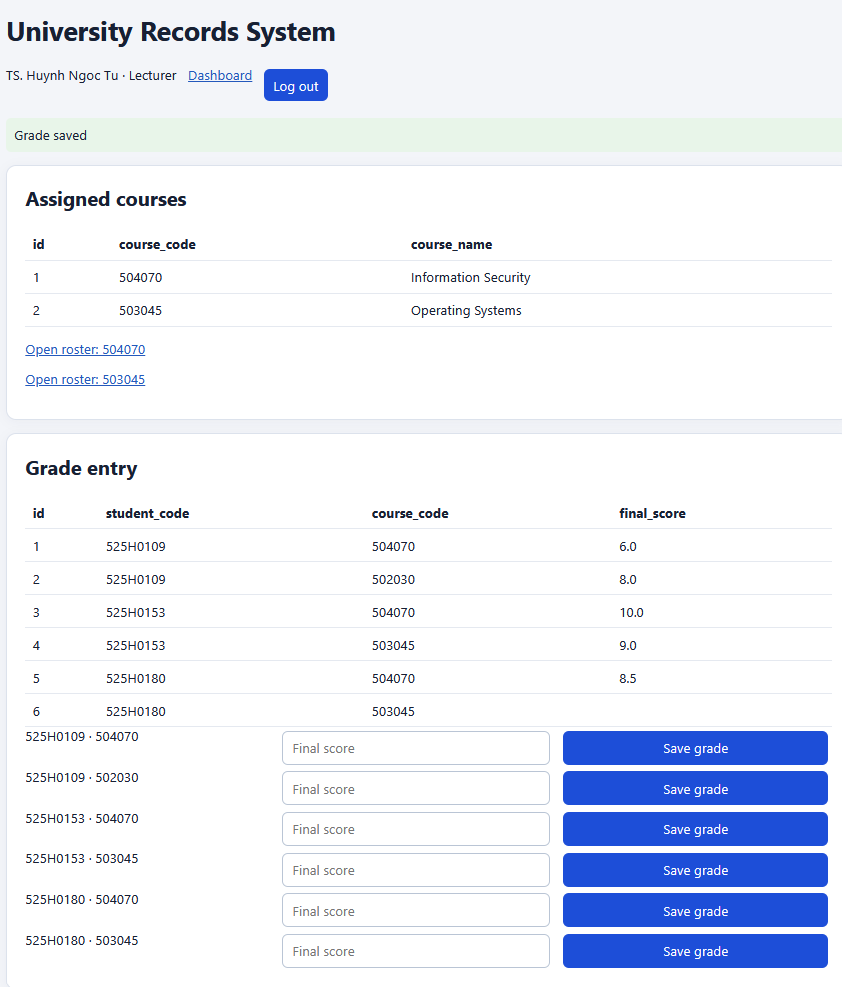 University Records System
TS. Huynh Ngoc Tu · Lecturer Dashboard Log out
Grade saved
Assigned courses
id course_code course_name
1 504070 Information Security
2 503045 Operating Systems
Open roster: 504070
Open roster: 503045
Grade entry
id student_code course_code final_score
1 525H0109 504070 6.0
2 525H0109 502030 8.0
3 525H0153 504070 10.0
4 525H0153 503045 9.0
5 525H0180 504070 8.5
6 525H0180 503045
525H0109 · 504070 Final score Save grade
525H0109 · 502030 Final score Save grade
525H0153 · 504070 Final score Save grade
525H0153 · 503045 Final score Save grade
525H0180 · 504070 Final score Save grade
525H0180 · 503045 Final score Save grade